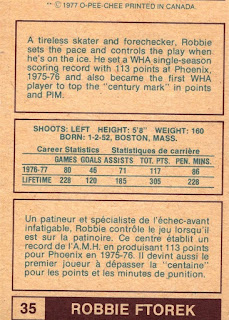 ** © 1977 O-PEE-CHEE PRINTED IN CANADA.
A tireless skater and forechecker, Robbie
sets the pace and controls the play when
he's on the ice. He set a WHA single-season
scoring record with 113 points at Phoenix,
1975-76 and also became the first WHA
player to top the "century mark" in points
and PIM.
SHOOTS: LEFT HEIGHT: 5'8" WEIGHT: 160
BORN: 1-2-52, BOSTON, MASS.
Career Statistics Statistiques de carrière
GAMES GOALS ASSISTS TOT. PTS. PEN. MINS.
1976-77 80 46 71 117 86
LIFETIME 228 120 185 305 228
Un patineur et spécialiste de l'échec-avant
infatigable, Robbie contrôle le jeu lorsqu'il
est sur la patinoire. Ce centre établit un
record de l'A.M.H. en produisant 113 points
pour Phoenix en 1975-76. Il devint aussi le
premier joueur à dépasser la "centaine"
pour les points et les minutes de punition.
35 ROBBIE FTOREK